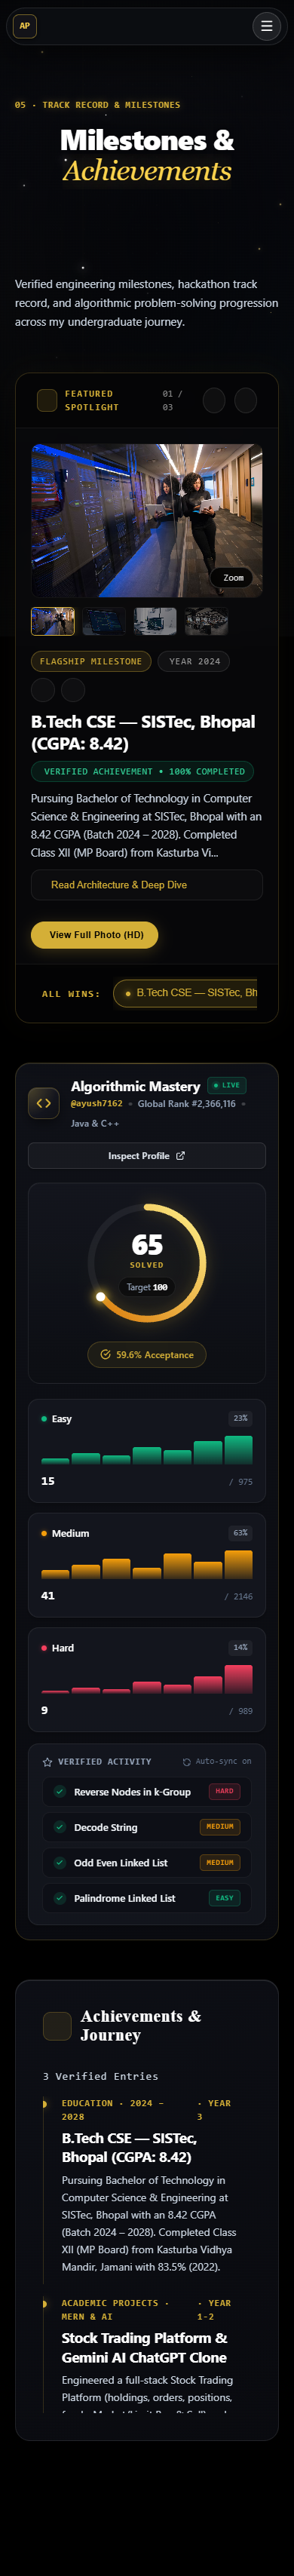 AP
05 · TRACK RECORD & MILESTONES
Milestones &
Achievements
Verified engineering milestones, hackathon track
record, and algorithmic problem-solving progression
across my undergraduate journey.
FEATURED
SPOTLIGHT
01 /
03
Zoom
FLAGSHIP MILESTONE
YEAR 2024
B.Tech CSE — SISTec, Bhopal
(CGPA: 8.42)
VERIFIED ACHIEVEMENT • 100% COMPLETED
Pursuing Bachelor of Technology in Computer
Science & Engineering at SISTec, Bhopal with an
8.42 CGPA (Batch 2024 – 2028). Completed
Class XII (MP Board) from Kasturba Vi...
Read Architecture & Deep Dive
View Full Photo (HD)
ALL WINS:
B.Tech CSE — SISTec, Bh
Algorithmic Mastery
LIVE
@ayush7162 • Global Rank #2,366,116 •
Java & C++
Inspect Profile
65
SOLVED
Target 100
59.6% Acceptance
Easy
23%
15
/ 975
Medium
63%
41
/ 2146
Hard
14%
9
/ 989
VERIFIED ACTIVITY
Auto-sync on
Reverse Nodes in k-Group
HARD
Decode String
MEDIUM
Odd Even Linked List
MEDIUM
Palindrome Linked List
EASY
Achievements &
Journey
3 Verified Entries
EDUCATION · 2024 –
2028
· YEAR
3
B.Tech CSE — SISTec,
Bhopal (CGPA: 8.42)
Pursuing Bachelor of Technology in
Computer Science & Engineering at
SISTec, Bhopal with an 8.42 CGPA
(Batch 2024 – 2028). Completed Class
XII (MP Board) from Kasturba Vidhya
Mandir, Jamani with 83.5% (2022).
ACADEMIC PROJECTS ·
MERN & AI
· YEAR
1-2
Stock Trading Platform &
Gemini AI ChatGPT Clone
Engineered a full-stack Stock Trading
Platform (holdings, orders, positions,